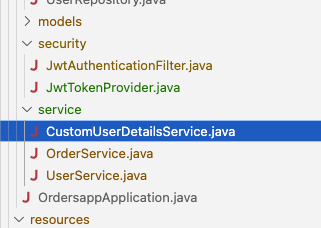 UserRepository.java
models
security
JwtAuthenticationFilter.java
JwtTokenProvider.java
service
CustomUserDetailsService.java
OrderService.java
UserService.java
OrdersappApplication.java
resources